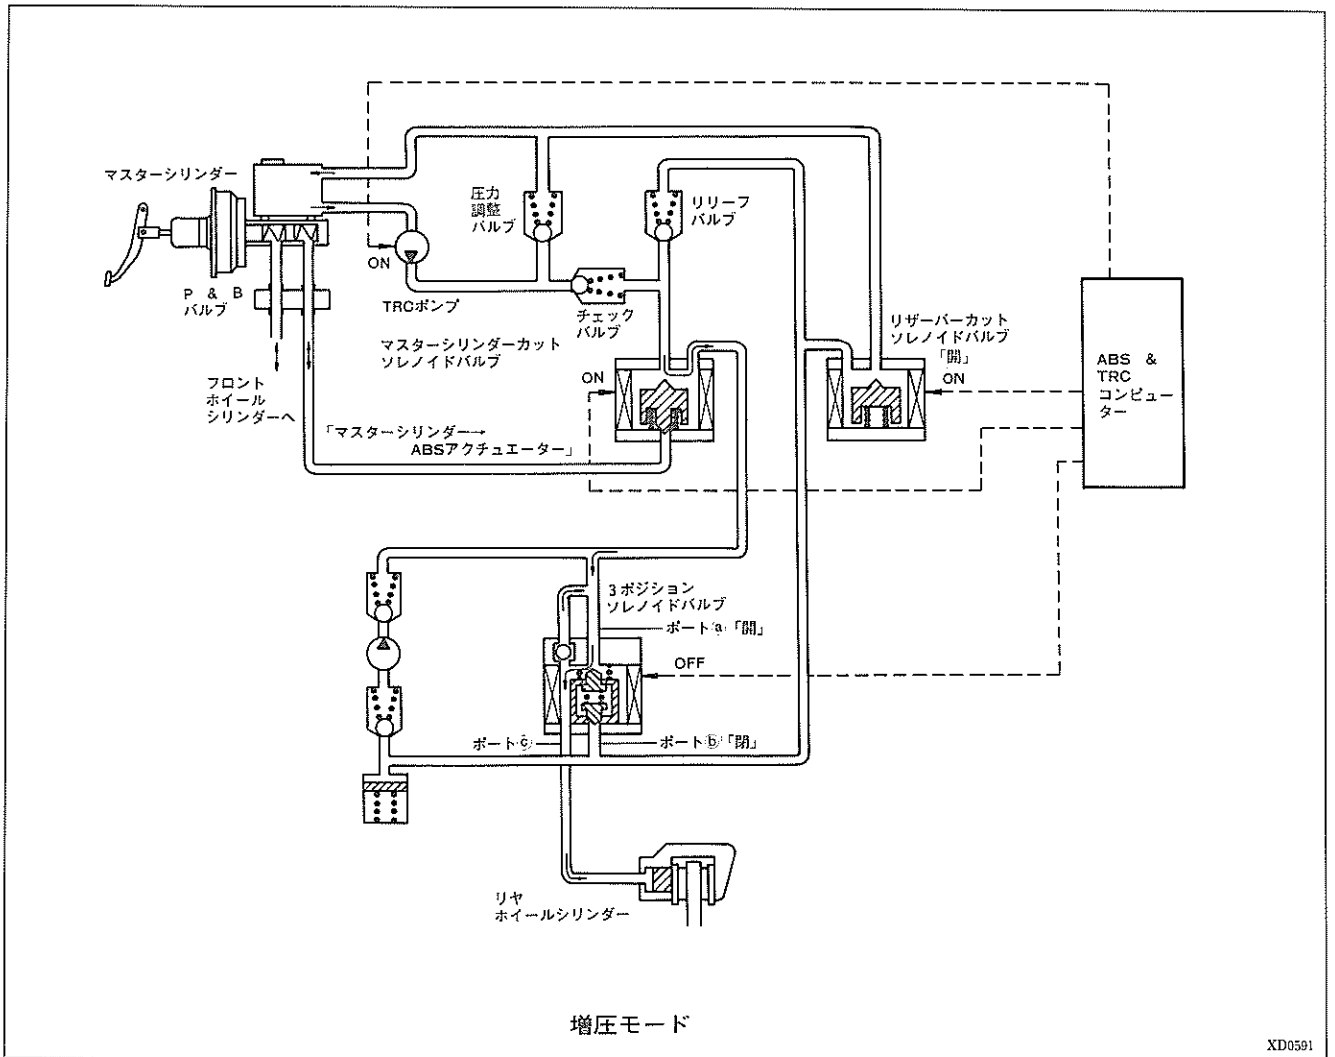 マスターシリンダー
圧力
調整
バルブ
リリーフ
バルブ
ON
P & B
バルブ
TRCポンプ
チェック
バルブ
リザーバーカット
ソレノイドバルブ
「開」
ON
マスターシリンダーカット
ソレノイドバルブ
ON
ABS &
TRC
コンピュー
ター
フロント
ホイール
シリンダーへ
「マスターシリンダー→
ABSアクチュエーター」
3ポジション
ソレノイドバルブ
ポートⓐ「開」
OFF
ポートⓒ
ポートⓑ「閉」
リヤ
ホイールシリンダー
増圧モード
XD0591